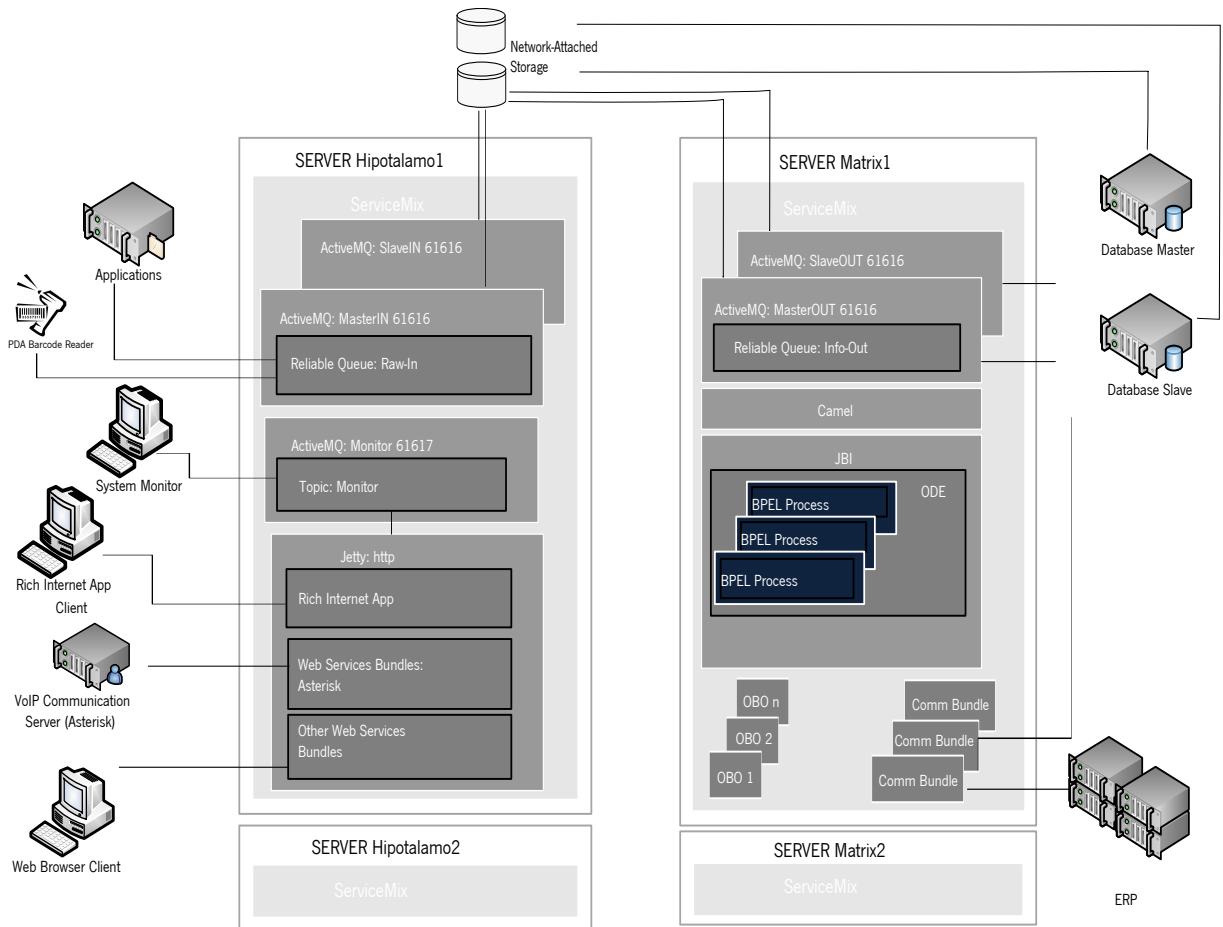 Network-Attached
Storage
SERVER Hipotalamo1
ServiceMix
ActiveMQ: SlaveIN 61616
ActiveMQ: MasterIN 61616
Reliable Queue: Raw-In
ActiveMQ: Monitor 61617
Topic: Monitor
Jetty: http
Rich Internet App
Web Services Bundles:
Asterisk
Other Web Services
Bundles
SERVER Hipotalamo2
ServiceMix
Applications
PDA Barcode Reader
System Monitor
Rich Internet App
Client
VoIP Communication
Server (Asterisk)
Web Browser Client
SERVER Matrix1
ServiceMix
ActiveMQ: SlaveOUT 61616
ActiveMQ: MasterOUT 61616
Reliable Queue: Info-Out
Camel
JBI
ODE
BPEL Process
BPEL Process
BPEL Process
OBO n
OBO 2
OBO 1
Comm Bundle
Comm Bundle
Comm Bundle
SERVER Matrix2
ServiceMix
Database Master
Database Slave
ERP